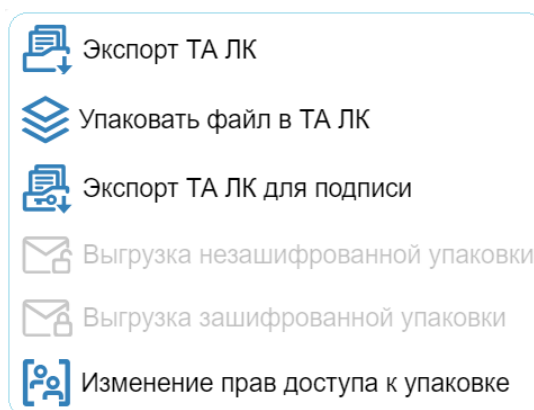 Экспорт ТА ЛК
Упаковать файл в ТА ЛК
Экспорт ТА ЛК для подписи
Выгрузка незашифрованной упаковки
Выгрузка зашифрованной упаковки
Изменение прав доступа к упаковке